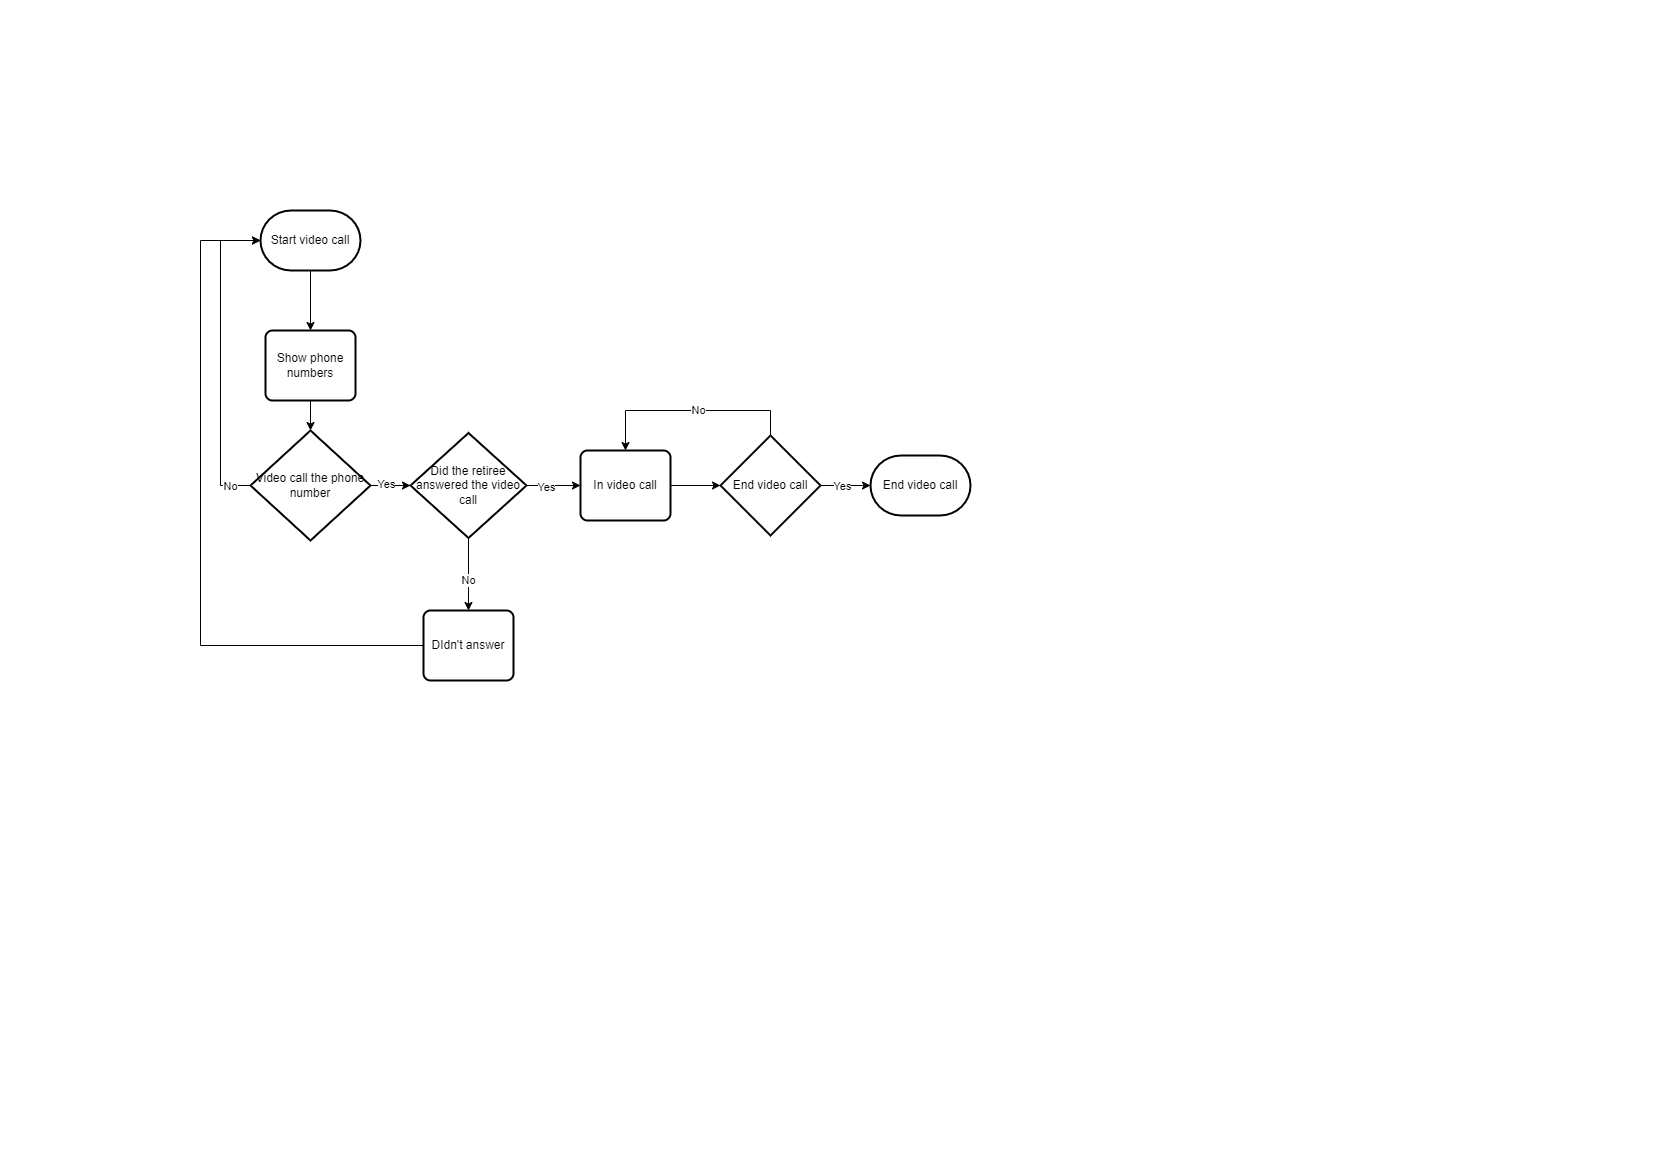 Start video call
Show phone
numbers
No
Video call the phone
number
Yes
Did the retiree
answered the video
call
Yes
In video call
No
End video call
Yes
End video call
No
DIdn't answer